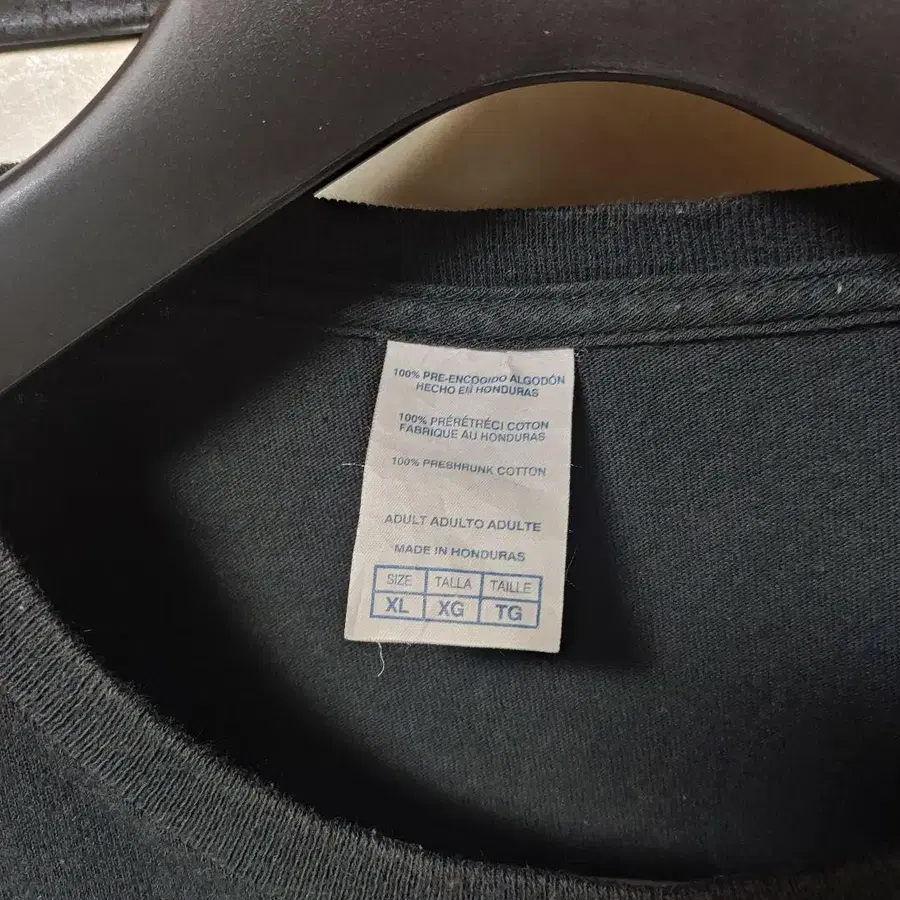 100% PRE-ENCOGIDO ALGODÓN
HECHO EN HONDURAS
100% PRÉRÉTRÉCI COTON
FABRIQUE AU HONDURAS
100% PRESHRUNK COTTON
ADULT ADULTO ADULTE
MADE IN HONDURAS
SIZE TALLA TAILLE
XL XG TG